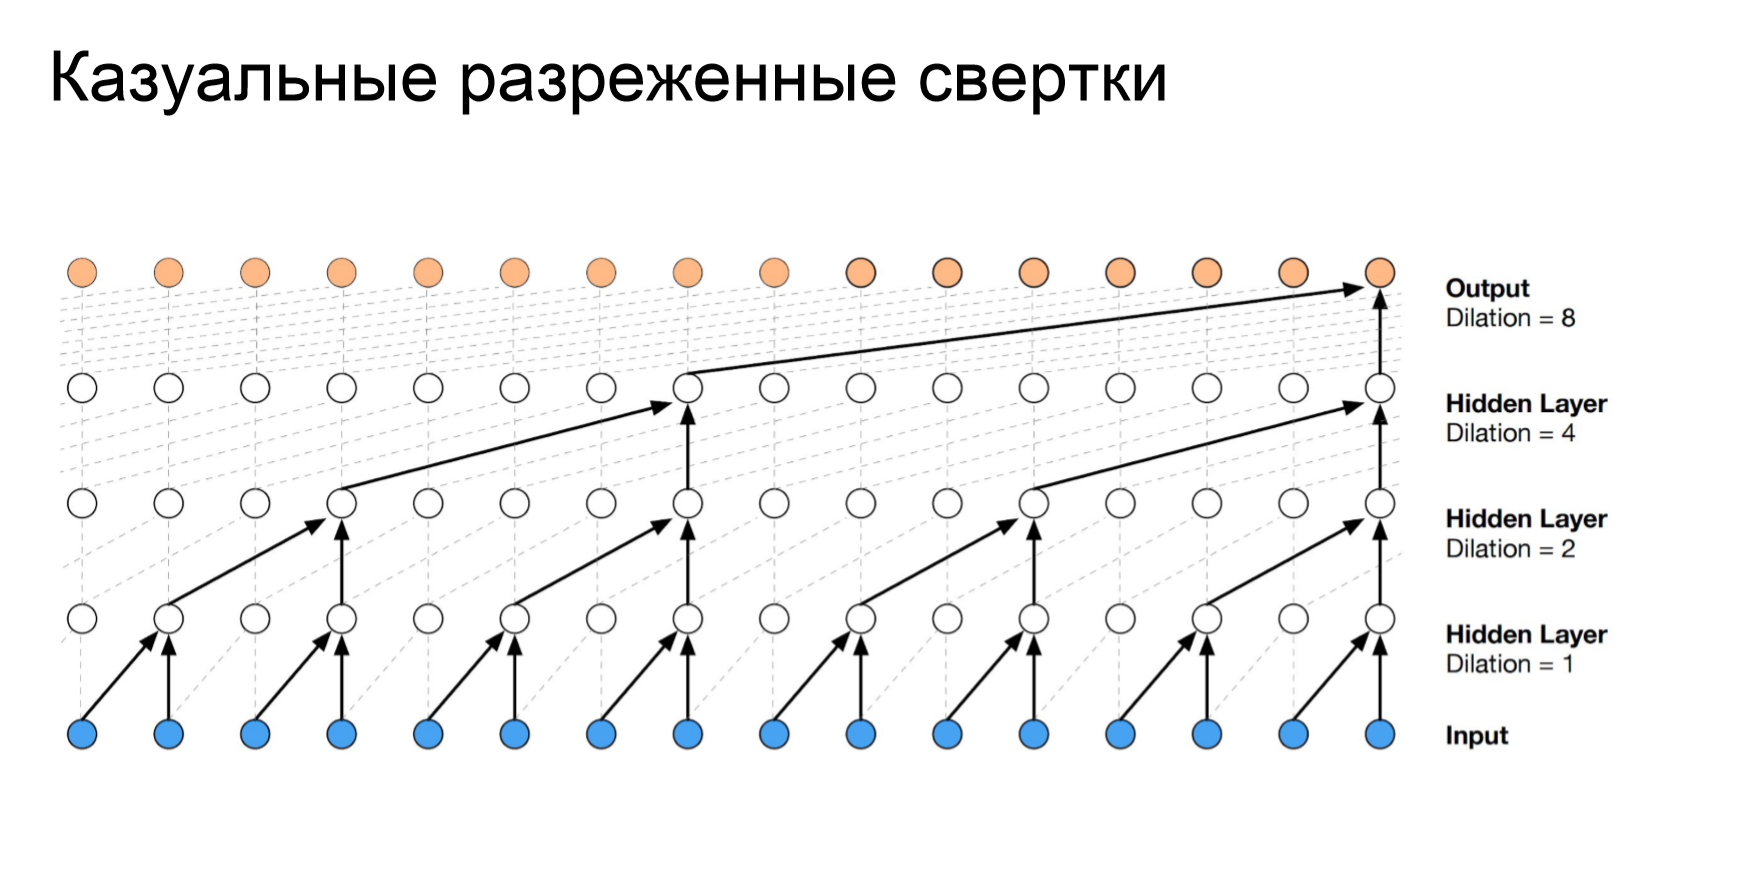 Казуальные разреженные свертки
Output
Dilation = 8
Hidden Layer
Dilation = 4
Hidden Layer
Dilation = 2
Hidden Layer
Dilation = 1
Input